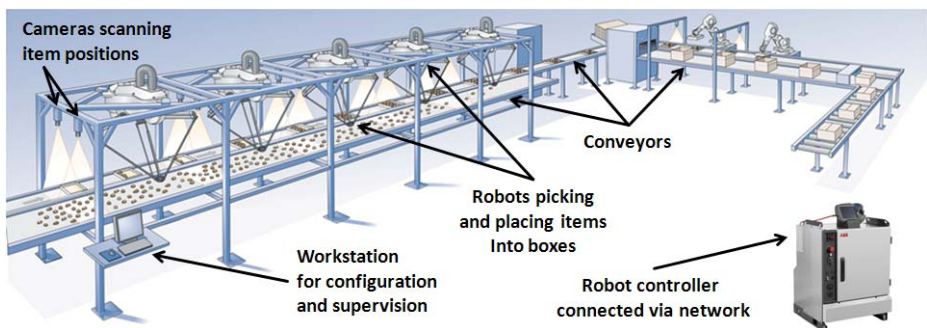 Cameras scanning
item positions
Conveyors
Robots picking
and placing items
Into boxes
Workstation
for configuration
and supervision
Robot controller
connected via network
ABB